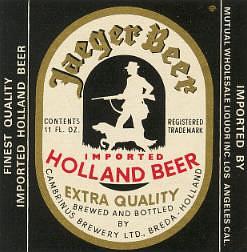 FINEST QUALITY
IMPORTED HOLLAND BEER
Jaeger Beer
CONTENTS
11 FL. OZ.
REGISTERED
TRADEMARK
IMPORTED
HOLLAND BEER
EXTRA QUALITY
BREWED AND BOTTLED
BY
CAMBRINUS BREWERY LTD., BREDA - HOLLAND
IMPORTED BY
MUTUAL WHOLESALE LIQUOR INC. LOS ANGELES CAL.